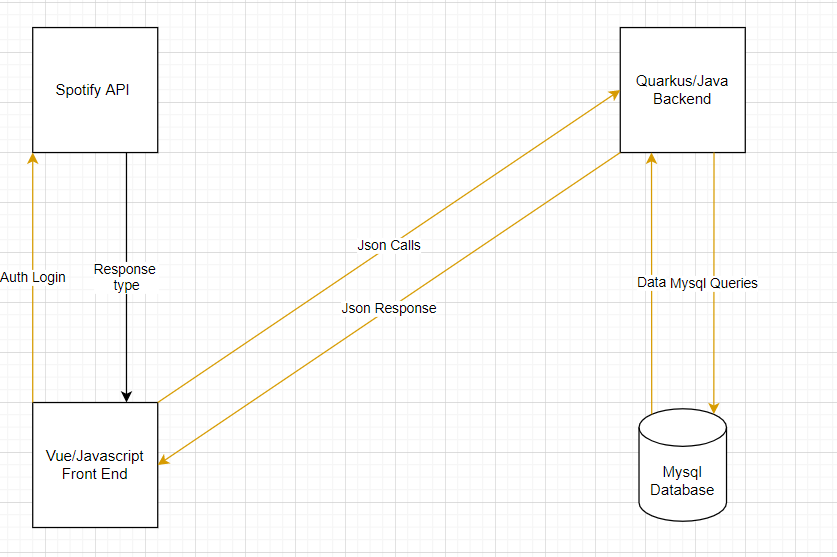 Spotify API
Quarkus/Java
Backend
Json Calls
Auth Login
Response
type
Data
Mysql Queries
Json Response
Vue/Javascript
Front End
Mysql
Database